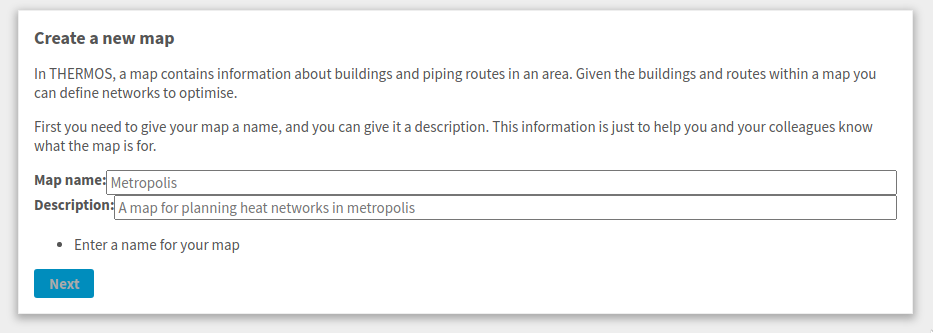 Create a new map
In THERMOS, a map contains information about buildings and piping routes in an area. Given the buildings and routes within a map you
can define networks to optimise.
First you need to give your map a name, and you can give it a description. This information is just to help you and your colleagues know
what the map is for.
Map name: Metropolis
Description: A map for planning heat networks in metropolis
• Enter a name for your map
Next